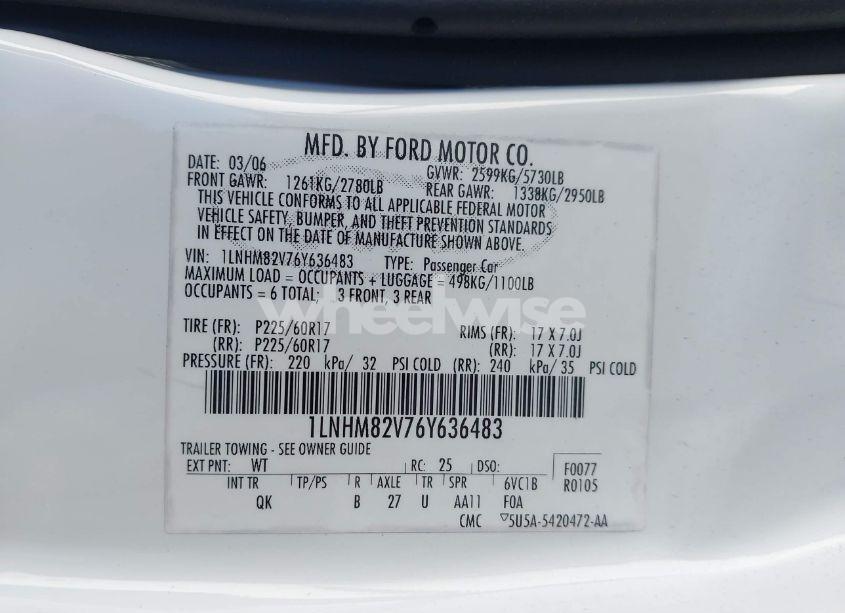 MFD. BY FORD MOTOR CO.
DATE: 03/06 GVWR: 2599KG/5730LB
FRONT GAWR: 1261KG/2780LB REAR GAWR: 1338KG/2950LB
THIS VEHICLE CONFORMS TO ALL APPLICABLE FEDERAL MOTOR
VEHICLE SAFETY, BUMPER, AND THEFT PREVENTION STANDARDS
IN EFFECT ON THE DATE OF MANUFACTURE SHOWN ABOVE.
VIN: 1LNHM82V76Y636483 TYPE: Passenger Car
MAXIMUM LOAD = OCCUPANTS + LUGGAGE = 498KG/1100LB
OCCUPANTS = 6 TOTAL; 3 FRONT, 3 REAR
wheelwise
TIRE (FR): P225/60R17 RIMS (FR): 17 X 7.0J
(RR): P225/60R17 (RR): 17 X 7.0J
PRESSURE (FR): 220 kPa/ 32 PSI COLD (RR): 240 kPa/ 35 PSI COLD
1LNHM82V76Y636483
TRAILER TOWING - SEE OWNER GUIDE
EXT PNT: WT RC: 25 DSO: F0077
INT TR TP/PS R AXLE TR SPR 6VC1B R0105
QK B 27 U AA11 FOA
CMC ▽5U5A-5420472-AA